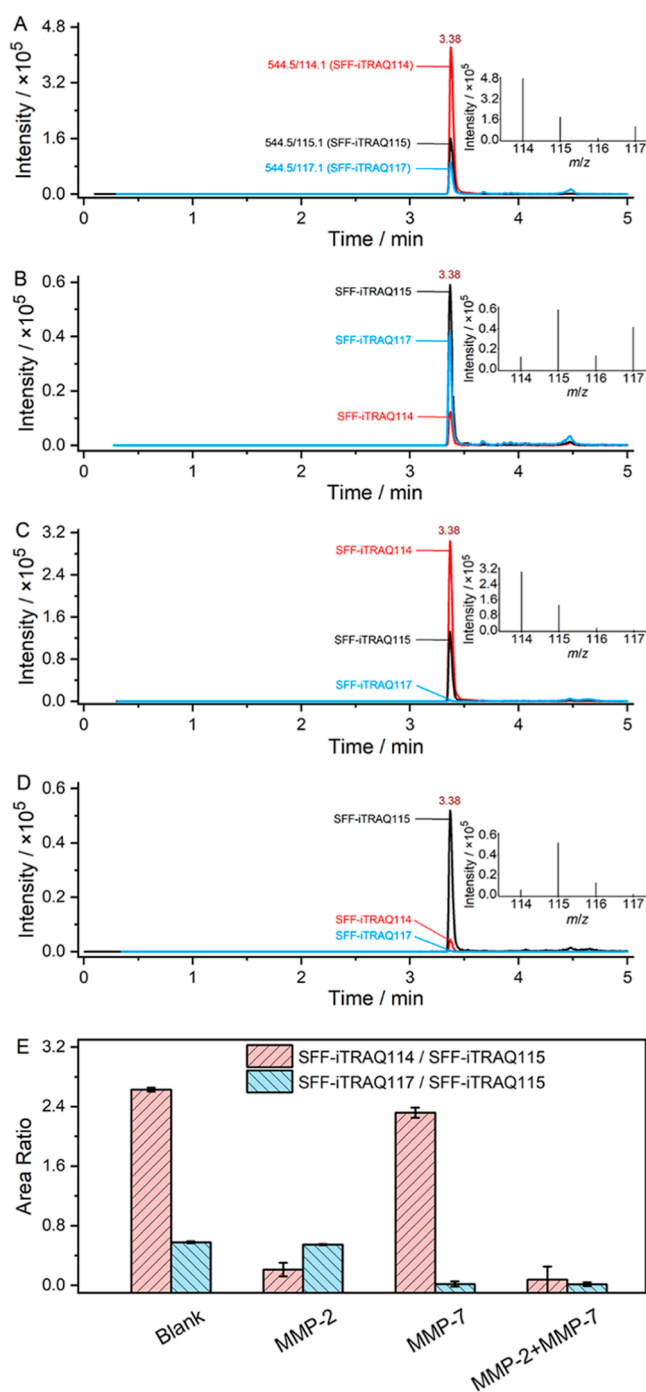 A
Intensity / ×10⁵
4.8
3.2
1.6
0.0
3.38
544.5/114.1 (SFF-iTRAQ114)
544.5/115.1 (SFF-iTRAQ115)
544.5/117.1 (SFF-iTRAQ117)
Intensity / ×10⁵
4.8
3.2
1.6
0.0
114 115 116 117
m/z
0 1 2 3 4 5
Time / min
B
Intensity / ×10⁵
0.6
0.4
0.2
0.0
3.38
SFF-iTRAQ115
SFF-iTRAQ117
SFF-iTRAQ114
Intensity / ×10⁵
0.6
0.4
0.2
0.0
114 115 116 117
m/z
0 1 2 3 4 5
Time / min
C
Intensity / ×10⁵
3.2
2.4
1.6
0.8
0.0
3.38
SFF-iTRAQ114
SFF-iTRAQ115
SFF-iTRAQ117
Intensity / ×10⁵
3.2
2.4
1.6
0.8
0.0
114 115 116 117
m/z
0 1 2 3 4 5
Time / min
D
Intensity / ×10⁵
0.6
0.4
0.2
0.0
3.38
SFF-iTRAQ115
SFF-iTRAQ114
SFF-iTRAQ117
Intensity / ×10⁵
0.6
0.4
0.2
0.0
114 115 116 117
m/z
0 1 2 3 4 5
Time / min
E
Area Ratio
3.2
2.4
1.6
0.8
0.0
SFF-iTRAQ114 / SFF-iTRAQ115
SFF-iTRAQ117 / SFF-iTRAQ115
Blank
MMP-2
MMP-7
MMP-2+MMP-7